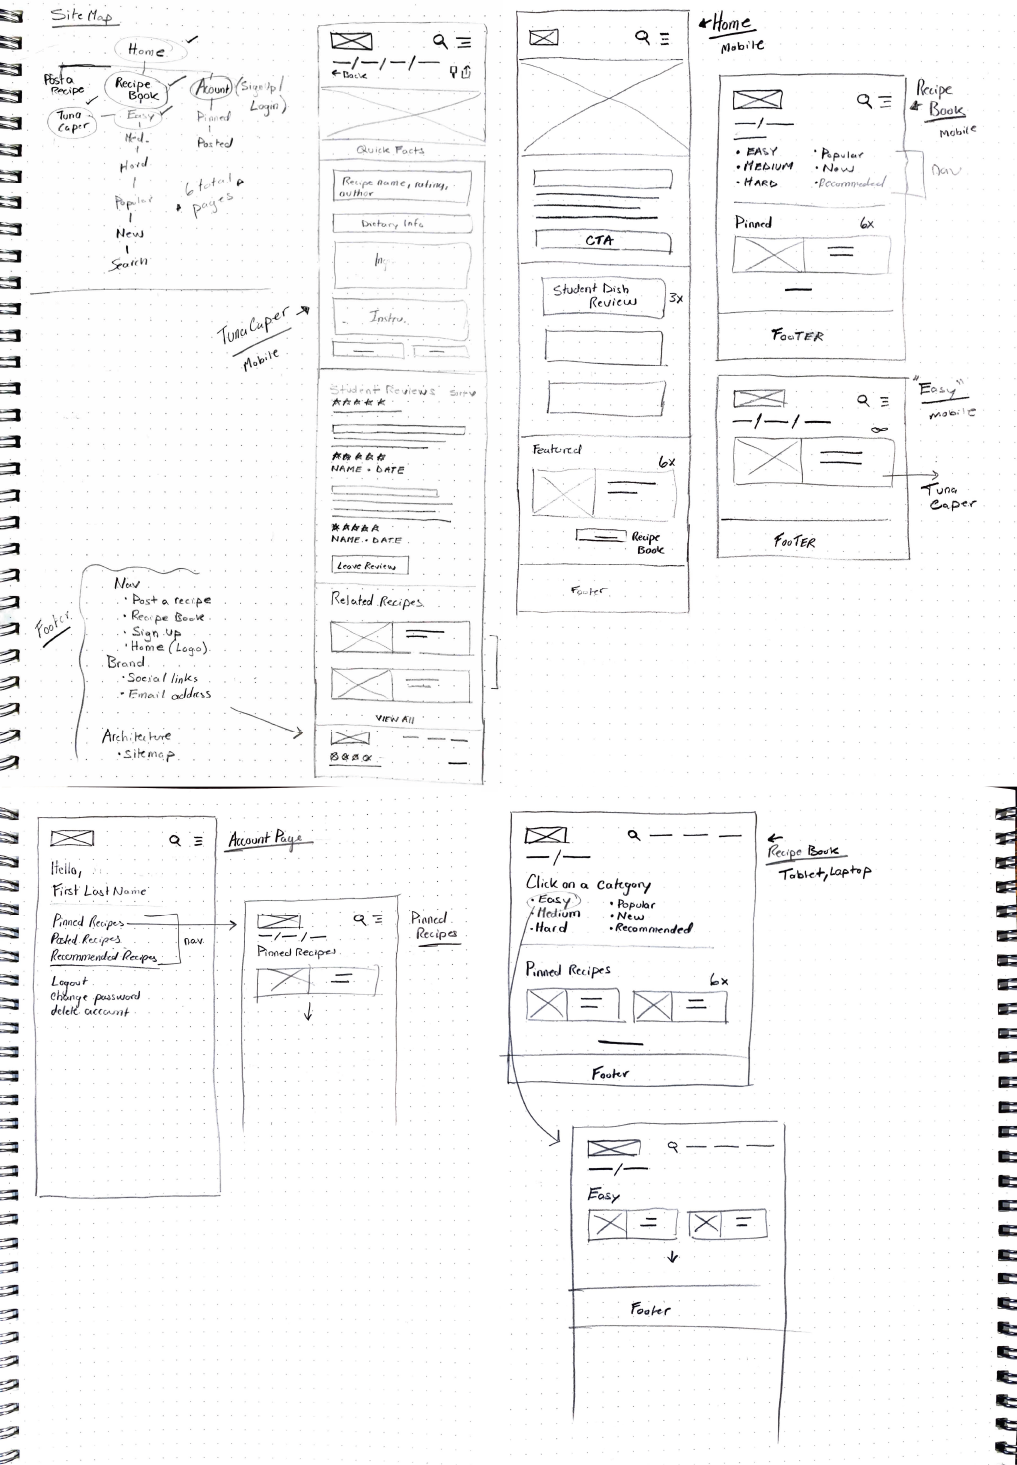 Site Map
Home
Post a
Recipe
Recipe
Book
Acount (SignUp/
Login)
Tuna
Caper
Easy
Med.
Hard
Popular
New
Search
Pinned
Posted
6 total
pages
← Back
Quick Facts
Recipe name, rating,
author
Dietary Info
Ing
Instru.
Tuna Caper
Mobile
Student Reviews
NAME • DATE
NAME • DATE
Leave Review
Related Recipes
VIEW All
Footer
Nav
• Post a recipe
• Recipe Book
• Sign Up
• Home (Logo)
Brand
• Social links
• Email address
Architecture
• Sitemap
Home
Mobile
CTA
Student Dish
Review
3x
Featured
6x
Recipe
Book
Footer
Recipe
Book
Mobile
• EASY
• MEDIUM
• HARD
• Popular
• New
• Recommended
nav
Pinned
6x
FOOTER
"Easy"
mobile
∞
Tuna
Caper
FOOTER
Account Page
Hello,
First Last Name
Pinned Recipes
Posted Recipes
Recommended Recipes
nav
Logout
change password
delete account
Pinned
Recipes
Pinned Recipes
Recipe Book
Tablet, Laptop
Click on a Category
• Easy
• Medium
• Hard
• Popular
• New
• Recommended
Pinned Recipes
6x
Footer
Easy
Footer